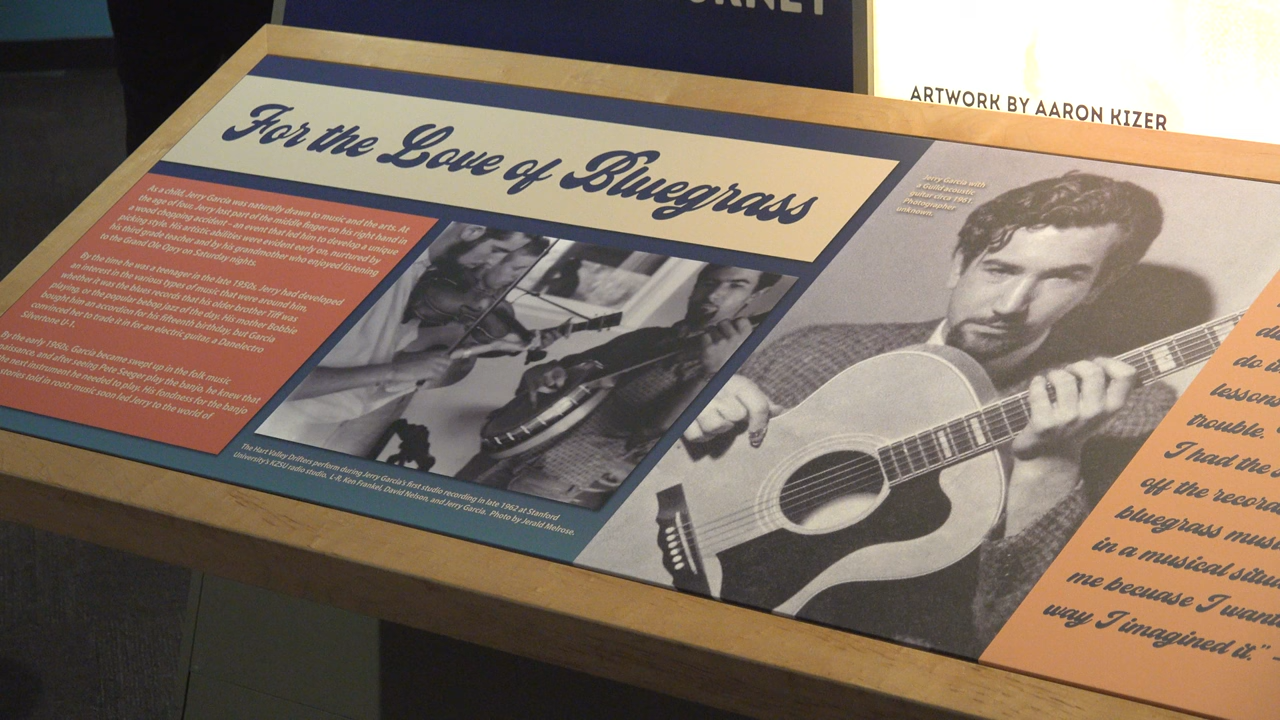 ARTWORK BY AARON KIZER
For the Love of Bluegrass
As a child, Jerry Garcia was naturally drawn to music and the arts. At
the age of four, Jerry lost part of the middle finger on his right hand in
a wood chopping accident – an event that led him to develop a unique
picking style. His artistic abilities were evident early on, nurtured by
his third grade teacher and by his grandmother who enjoyed listening
to the Grand Ole Opry on Saturday nights.
By the time he was a teenager in the late 1950s, Jerry had developed
an interest in the various types of music that were around him,
whether it was the blues records that his older brother Tiff was
playing, or the popular bebop jazz of the day. His mother Bobbie
bought him an accordion for his fifteenth birthday, but Garcia
convinced her to trade it in for an electric guitar, a Danelectro
Silvertone U-1.
By the early 1960s, Garcia became swept up in the folk music
and after seeing Pete Seeger play the banjo, he knew that
the next instrument he needed to play. His fondness for the banjo
stories told in roots music soon led Jerry to the world of
The Hart Valley Drifters perform during Jerry Garcia's first studio recording in late 1962 at Stanford
University's KZSU radio studio. L-R, Ken Frankel, David Nelson, and Jerry Garcia. Photo by Jerald Melrose.
Jerry Garcia with
a Guild acoustic
guitar circa 1961.
Photographer
unknown.
do
lessons
trouble.
I had the
off the
bluegrass
in a musical
me becuase I
way I imagined it."